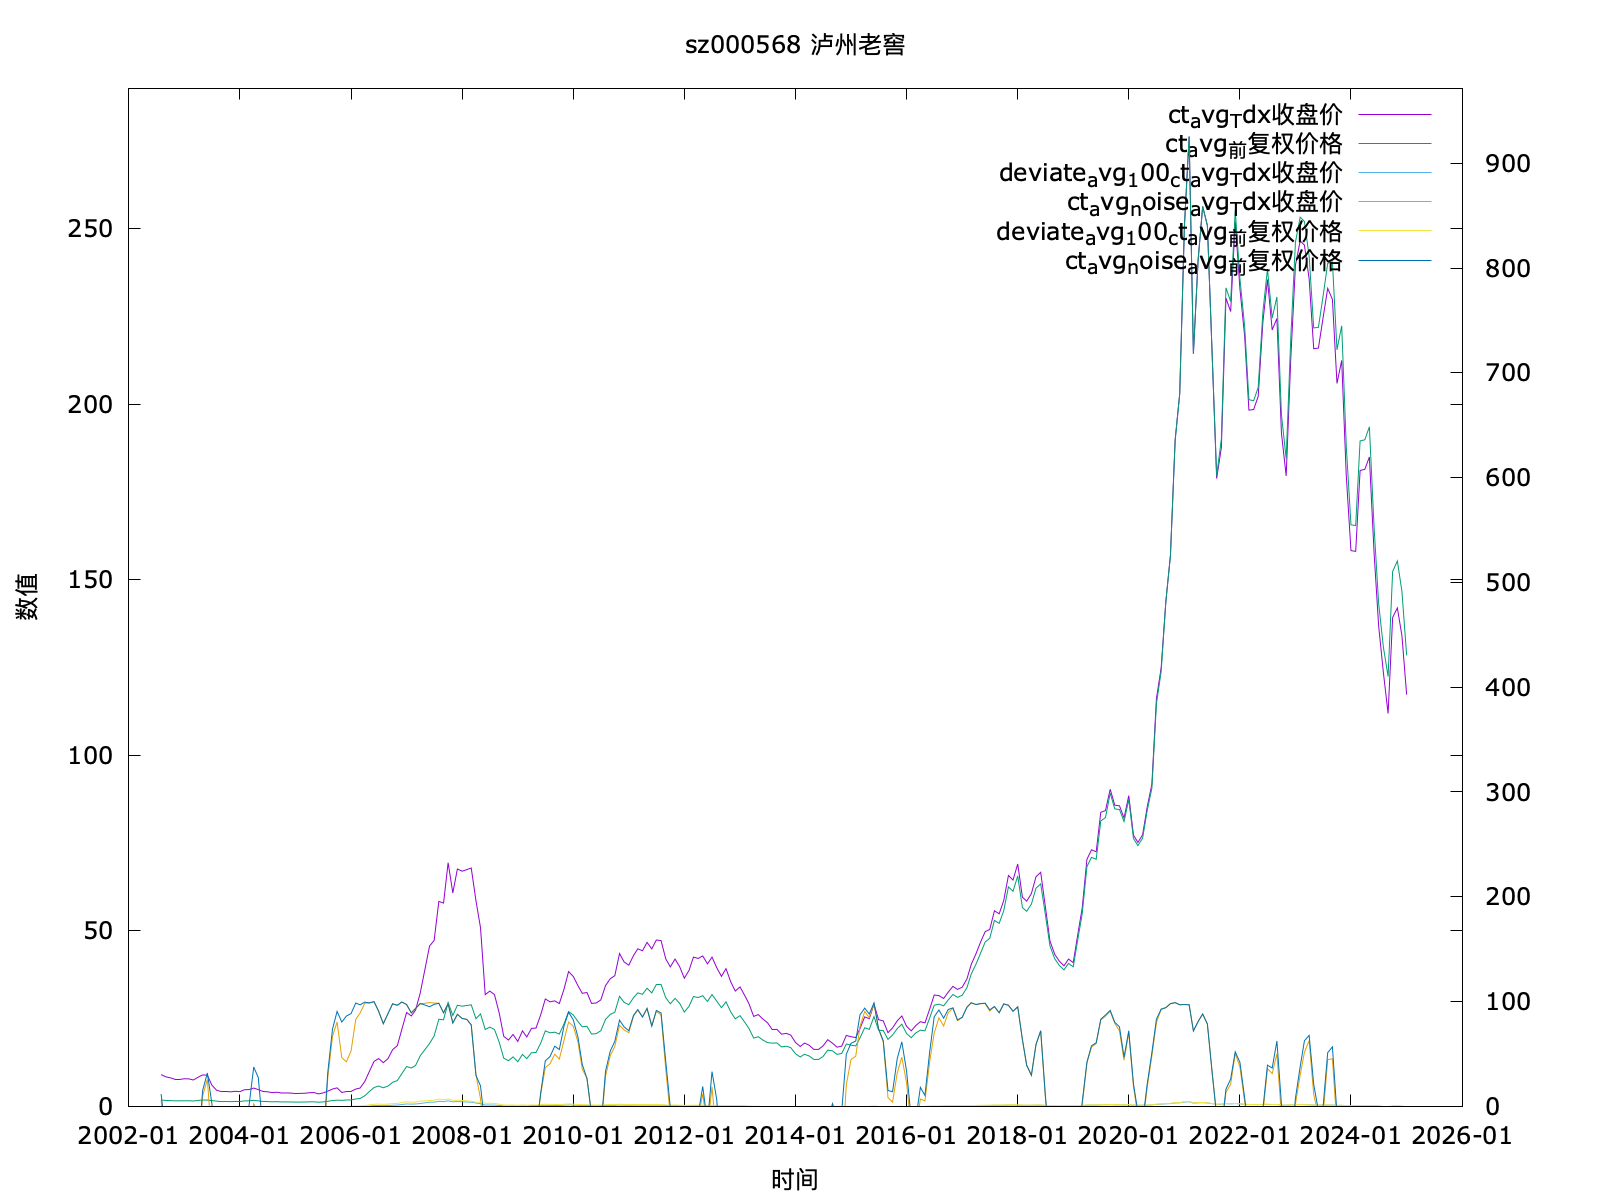 sz000568 泸州老窖
ct_avg_Tdx收盘价
ct_avg_前复权价格
deviate_avg_100_ct_avg_Tdx收盘价
ct_avg_noise_avg_Tdx收盘价
deviate_avg_100_ct_avg_前复权价格
ct_avg_noise_avg_前复权价格
250
200
150
100
50
0
900
800
700
600
500
400
300
200
100
0
数值
2002-01 2004-01 2006-01 2008-01 2010-01 2012-01 2014-01 2016-01 2018-01 2020-01 2022-01 2024-01 2026-01
时间